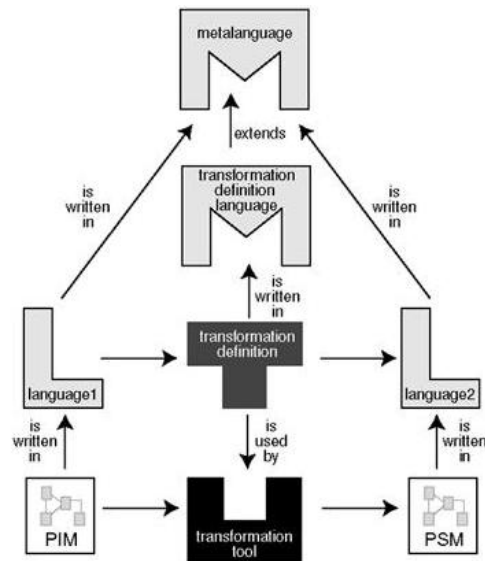 metalanguage
extends
transformation
definition
language
is
written
in
is
written
in
is
written
in
transformation
definition
language1
language2
is
written
in
is
used
by
is
written
in
PIM
transformation
tool
PSM